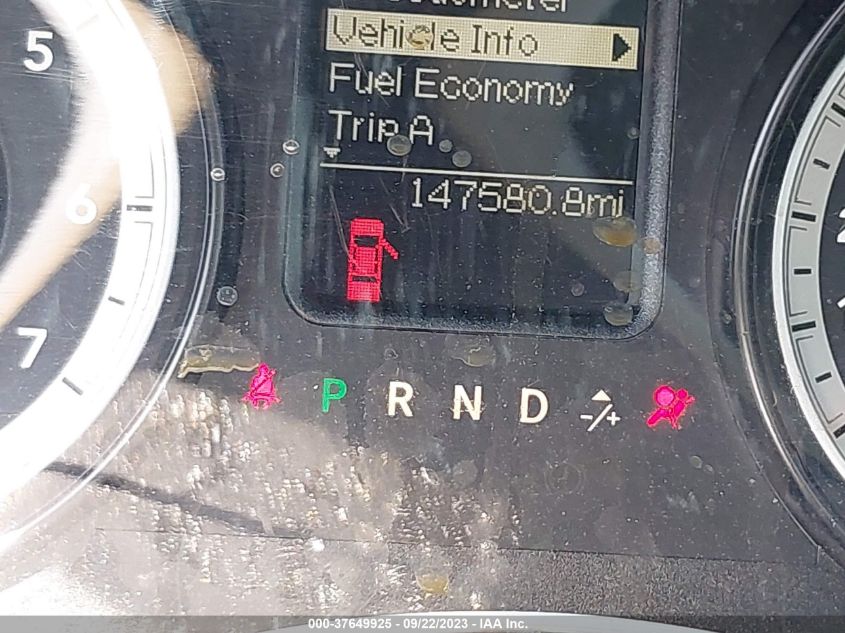 5
Vehicle Info
Fuel Economy
Trip A
6
147580.8mi
7
P R N D -/+
000-37649925 - 09/22/2023 - IAA Inc.